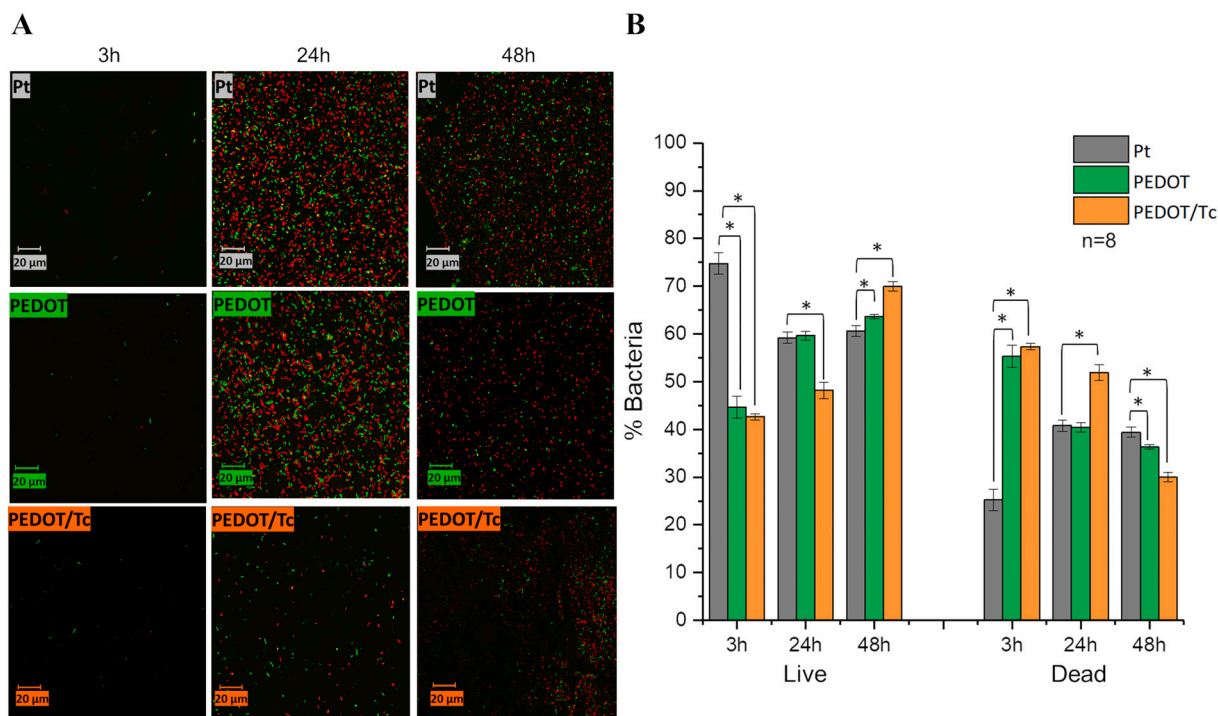 A
3h 24h 48h
Pt Pt Pt
20 µm 20 µm 20 µm
PEDOT PEDOT PEDOT
20 µm 20 µm 20 µm
PEDOT/Tc PEDOT/Tc PEDOT/Tc
20 µm 20 µm 20 µm
B
Pt
PEDOT
PEDOT/Tc
n=8
% Bacteria
100
90
80
70
60
50
40
30
20
10
0
* * * * * * * * * *
3h 24h 48h 3h 24h 48h
Live Dead